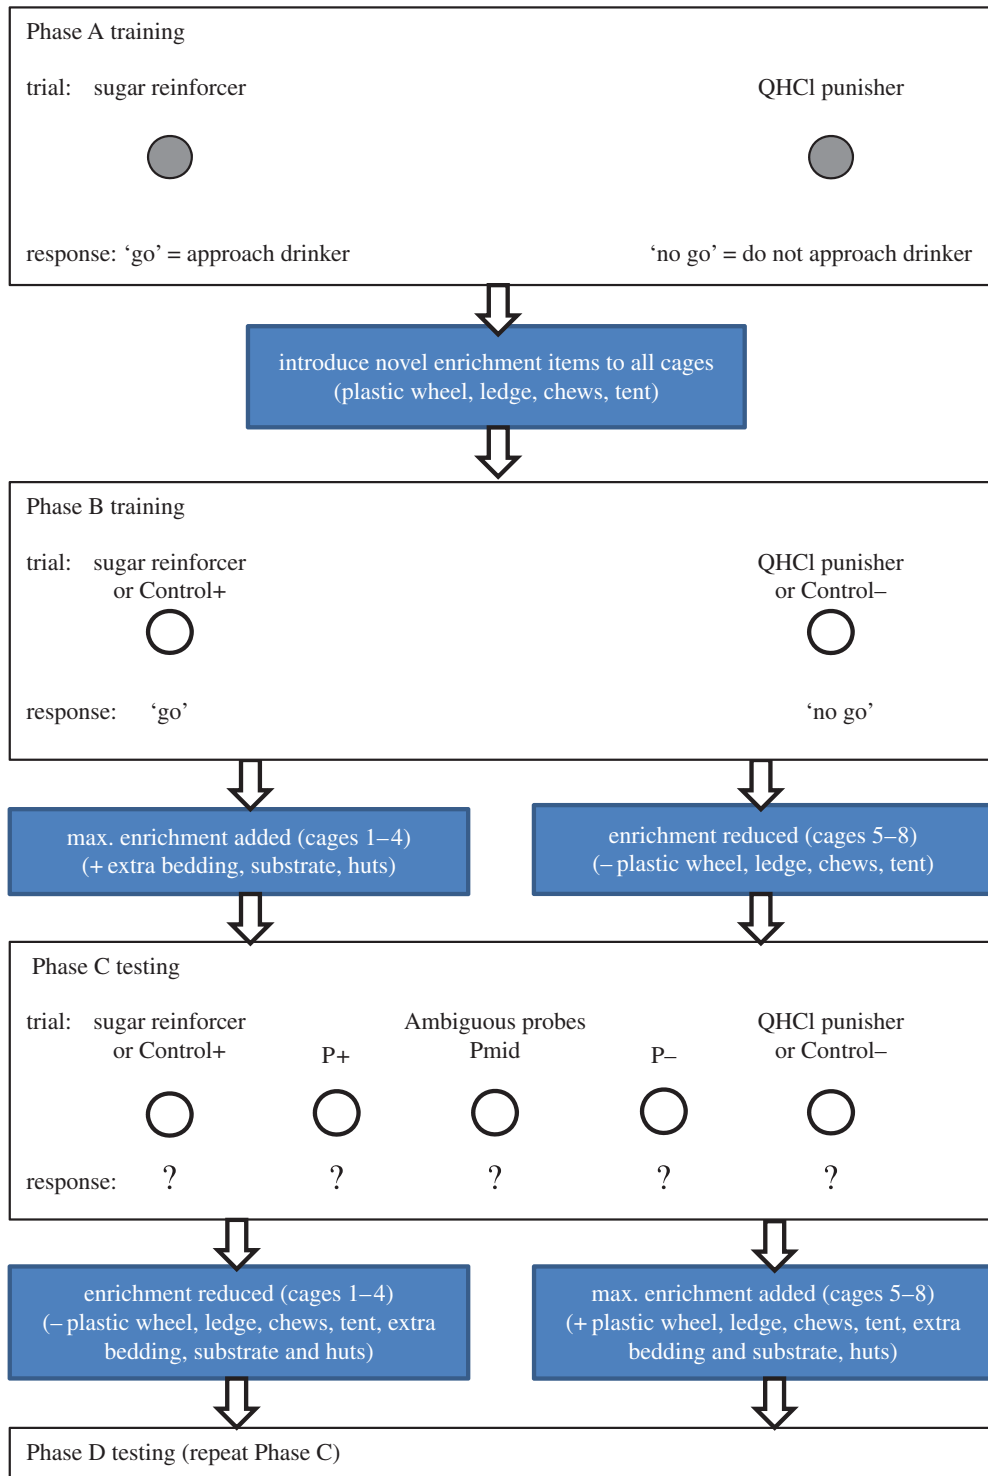 Phase A training
trial: sugar reinforcer QHCl punisher
response: ‘go’ = approach drinker ‘no go’ = do not approach drinker
introduce novel enrichment items to all cages
(plastic wheel, ledge, chews, tent)
Phase B training
trial: sugar reinforcer QHCl punisher
or Control+ or Control–
response: ‘go’ ‘no go’
max. enrichment added (cages 1–4)
(+ extra bedding, substrate, huts)
enrichment reduced (cages 5–8)
(– plastic wheel, ledge, chews, tent)
Phase C testing
trial: sugar reinforcer Ambiguous probes QHCl punisher
or Control+ P+ Pmid P– or Control–
response: ? ? ? ? ?
enrichment reduced (cages 1–4)
(– plastic wheel, ledge, chews, tent, extra
bedding, substrate and huts)
max. enrichment added (cages 5–8)
(+ plastic wheel, ledge, chews, tent, extra
bedding and substrate, huts)
Phase D testing (repeat Phase C)